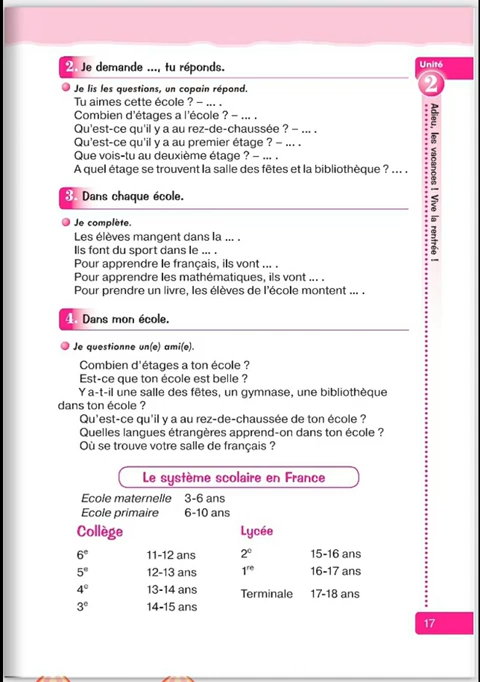 2. Je demande ..., tu réponds.
Je lis les questions, un copain répond.
Tu aimes cette école ? – ... .
Combien d'étages a l'école ? – ... .
Qu'est-ce qu'il y a au rez-de-chaussée ? – ... .
Qu'est-ce qu'il y a au premier étage ? – ... .
Que vois-tu au deuxième étage ? – ... .
A quel étage se trouvent la salle des fêtes et la bibliothèque ? ... .
3. Dans chaque école.
Je complète.
Les élèves mangent dans la ... .
Ils font du sport dans le ... .
Pour apprendre le français, ils vont ... .
Pour apprendre les mathématiques, ils vont ... .
Pour prendre un livre, les élèves de l'école montent ... .
4. Dans mon école.
Je questionne un(e) ami(e).
Combien d'étages a ton école ?
Est-ce que ton école est belle ?
Y a-t-il une salle des fêtes, un gymnase, une bibliothèque
dans ton école ?
Qu'est-ce qu'il y a au rez-de-chaussée de ton école ?
Quelles langues étrangères apprend-on dans ton école ?
Où se trouve votre salle de français ?
Le système scolaire en France
Ecole maternelle 3-6 ans
Ecole primaire 6-10 ans
Collège
6e 11-12 ans
5e 12-13 ans
4e 13-14 ans
3e 14-15 ans
Lycée
2e 15-16 ans
1re 16-17 ans
Terminale 17-18 ans
Unité
2
Adieu, les vacances ! Vive la rentrée !
17